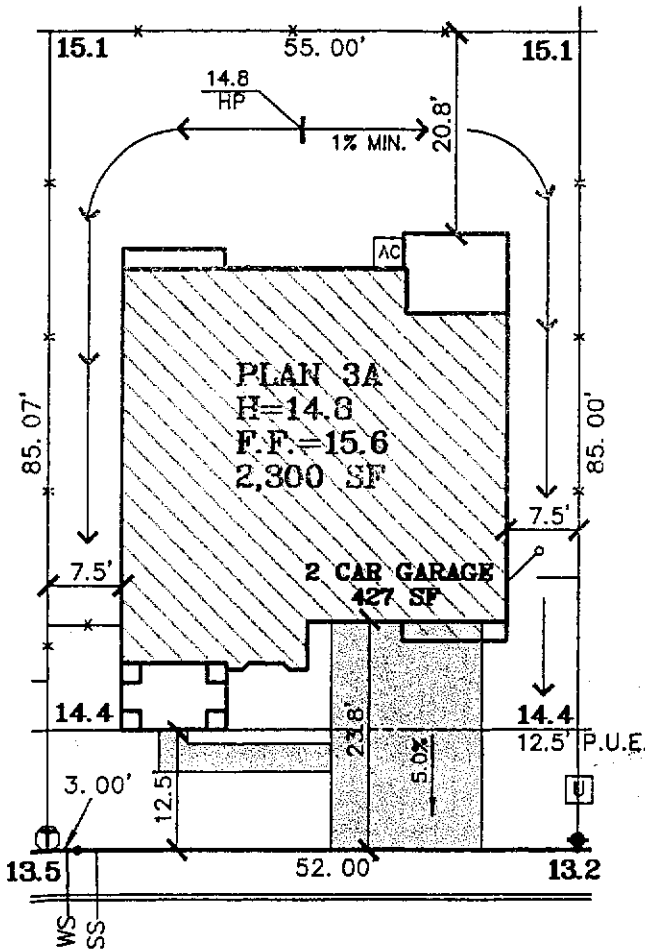 15.1
55.00'
15.1
14.8
HP
1% MIN.
20.8'
AC
PLAN 3A
H=14.8
F.F.=15.6
2,300 SF
85.07'
85.00'
7.5'
7.5'
2 CAR GARAGE
427 SF
14.4
14.4
12.5' P.U.E.
23.8'
5.0%
12.5'
3.00'
U
T
13.5
52.00
13.2
WS
SS